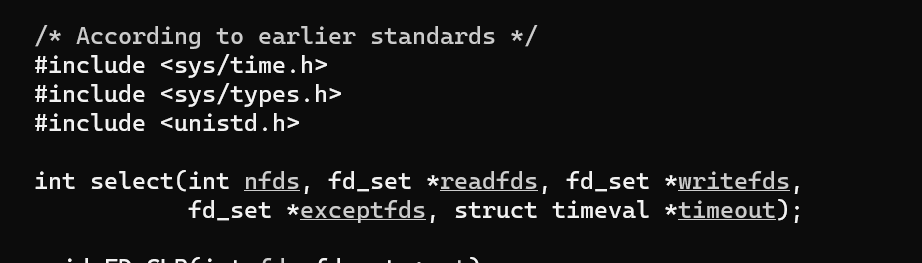 /* According to earlier standards */
#include <sys/time.h>
#include <sys/types.h>
#include <unistd.h>
int select(int nfds, fd_set *readfds, fd_set *writefds,
fd_set *exceptfds, struct timeval *timeout);